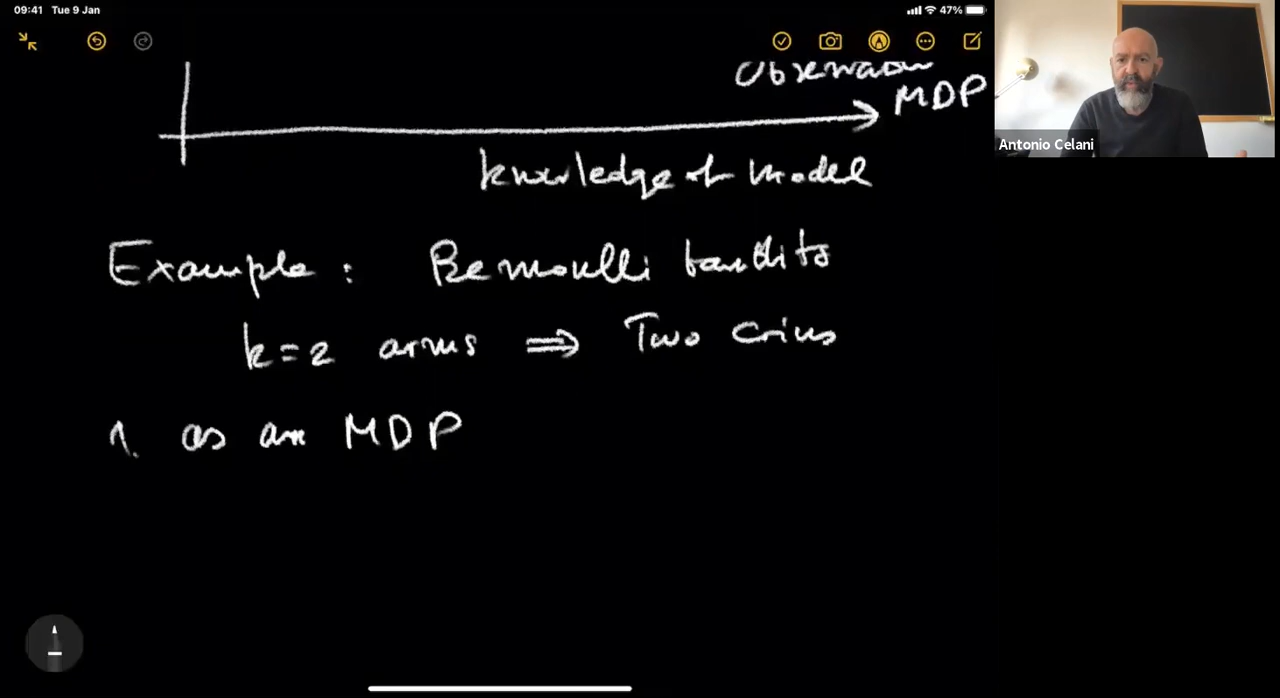 09:41 Tue 9 Jan 47%
Observation
MDP
Antonio Celani
knowledge of model
Example: Bernoulli bandits
k=2 arms ⇒ Two coins
1. as an MDP